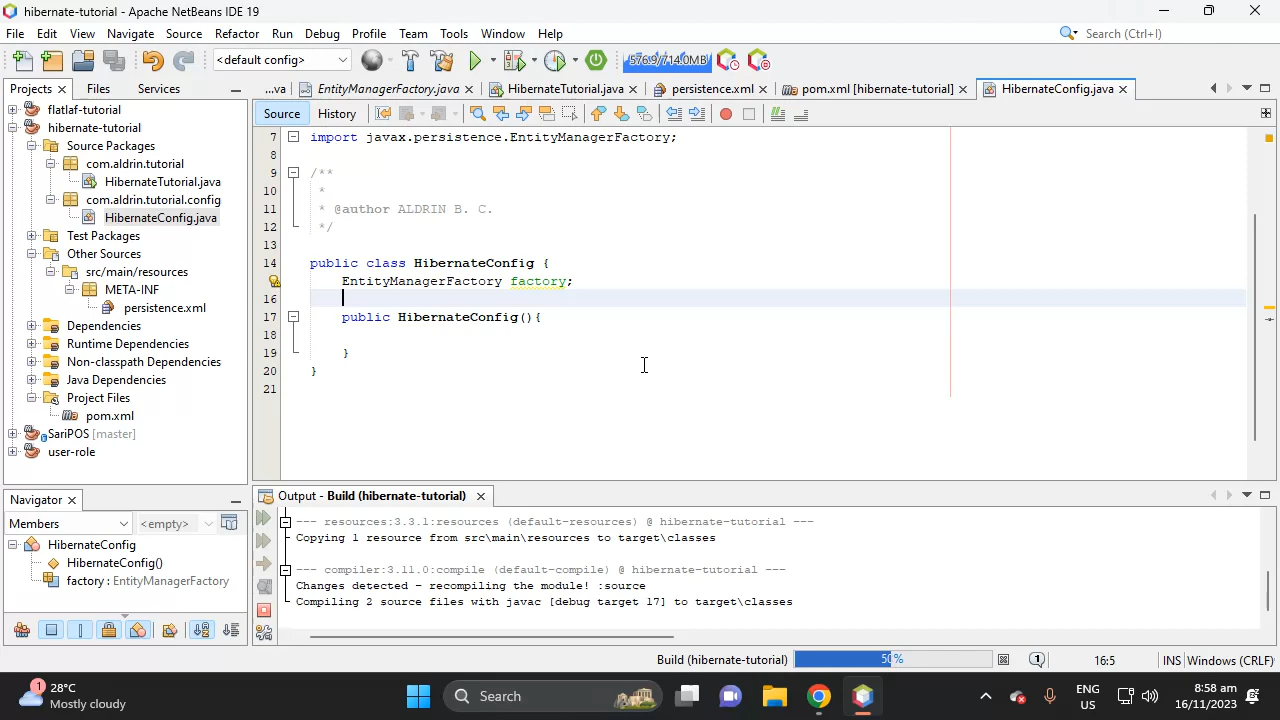 hibernate-tutorial - Apache NetBeans IDE 19
File Edit View Navigate Source Refactor Run Debug Profile Team Tools Window Help
Search (Ctrl+I)
<default config>
576.9/714.0MB
Projects
Files
Services
...va
EntityManagerFactory.java
HibernateTutorial.java
persistence.xml
pom.xml [hibernate-tutorial]
HibernateConfig.java
Source
History
flatlaf-tutorial
hibernate-tutorial
Source Packages
com.aldrin.tutorial
HibernateTutorial.java
com.aldrin.tutorial.config
HibernateConfig.java
Test Packages
Other Sources
src/main/resources
META-INF
persistence.xml
Dependencies
Runtime Dependencies
Non-classpath Dependencies
Java Dependencies
Project Files
pom.xml
SariPOS [master]
user-role
7 import javax.persistence.EntityManagerFactory;
8
9 /**
10 *
11 * @author ALDRIN B. C.
12 */
13
14 public class HibernateConfig {
EntityManagerFactory factory;
16
17 public HibernateConfig(){
18
19 }
20 }
21
Navigator
Members
<empty>
HibernateConfig
HibernateConfig()
factory : EntityManagerFactory
Output - Build (hibernate-tutorial)
--- resources:3.3.1:resources (default-resources) @ hibernate-tutorial ---
Copying 1 resource from src\main\resources to target\classes
--- compiler:3.11.0:compile (default-compile) @ hibernate-tutorial ---
Changes detected - recompiling the module! :source
Compiling 2 source files with javac [debug target 17] to target\classes
Build (hibernate-tutorial)
50%
1
16:5
INS
Windows (CRLF)
1
28°C
Mostly cloudy
Search
ENG
US
8:58 am
16/11/2023